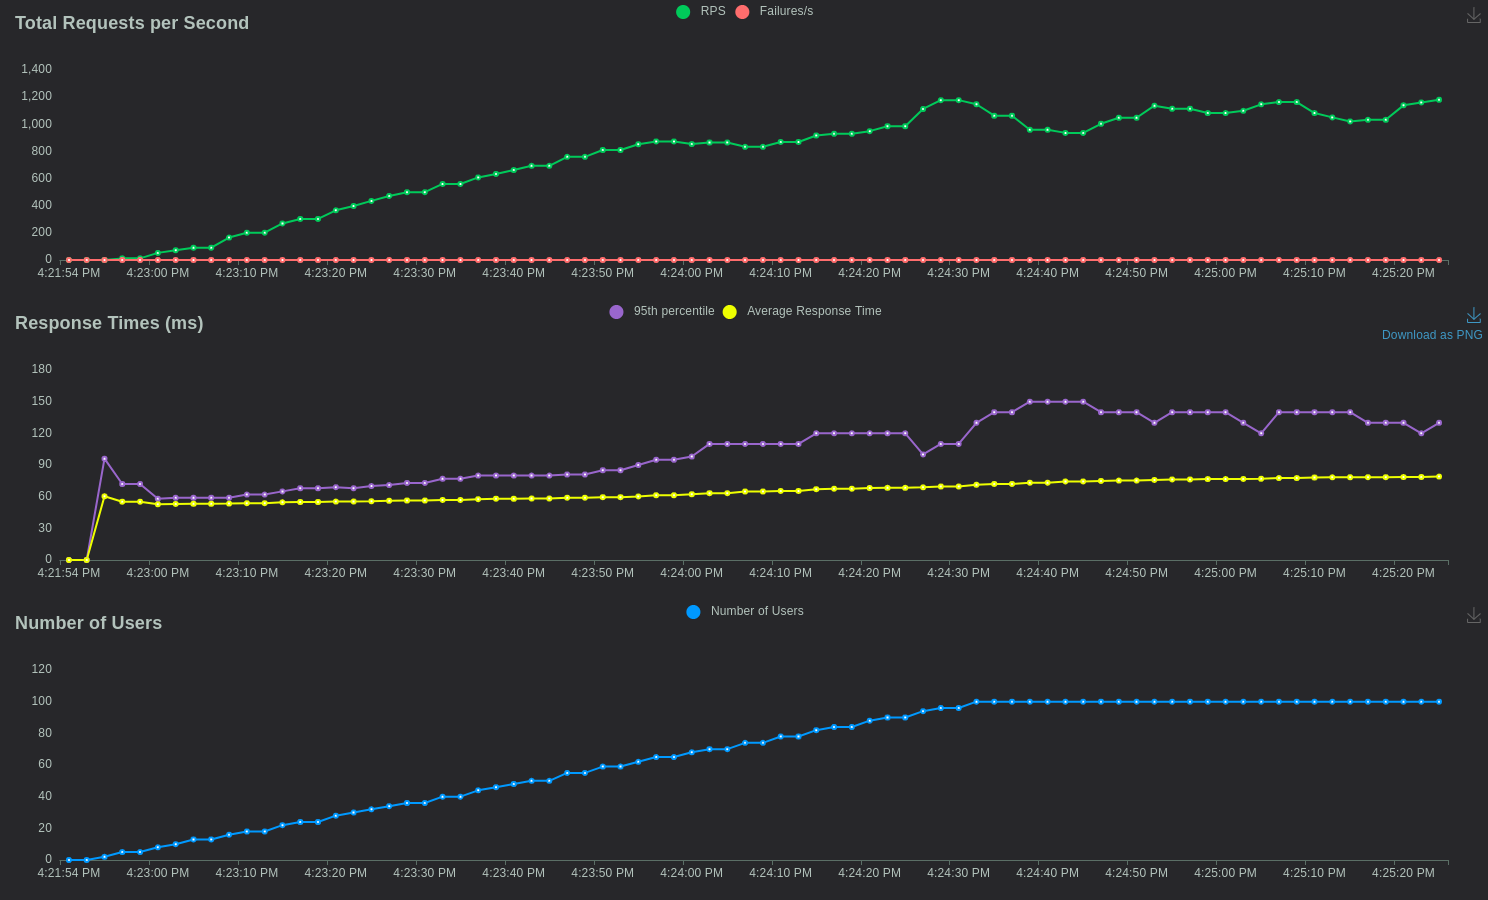 Total Requests per Second
RPS Failures/s
1,400
1,200
1,000
800
600
400
200
0
4:21:54 PM 4:23:00 PM 4:23:10 PM 4:23:20 PM 4:23:30 PM 4:23:40 PM 4:23:50 PM 4:24:00 PM 4:24:10 PM 4:24:20 PM 4:24:30 PM 4:24:40 PM 4:24:50 PM 4:25:00 PM 4:25:10 PM 4:25:20 PM
Response Times (ms)
95th percentile Average Response Time
Download as PNG
180
150
120
90
60
30
0
4:21:54 PM 4:23:00 PM 4:23:10 PM 4:23:20 PM 4:23:30 PM 4:23:40 PM 4:23:50 PM 4:24:00 PM 4:24:10 PM 4:24:20 PM 4:24:30 PM 4:24:40 PM 4:24:50 PM 4:25:00 PM 4:25:10 PM 4:25:20 PM
Number of Users
Number of Users
120
100
80
60
40
20
0
4:21:54 PM 4:23:00 PM 4:23:10 PM 4:23:20 PM 4:23:30 PM 4:23:40 PM 4:23:50 PM 4:24:00 PM 4:24:10 PM 4:24:20 PM 4:24:30 PM 4:24:40 PM 4:24:50 PM 4:25:00 PM 4:25:10 PM 4:25:20 PM